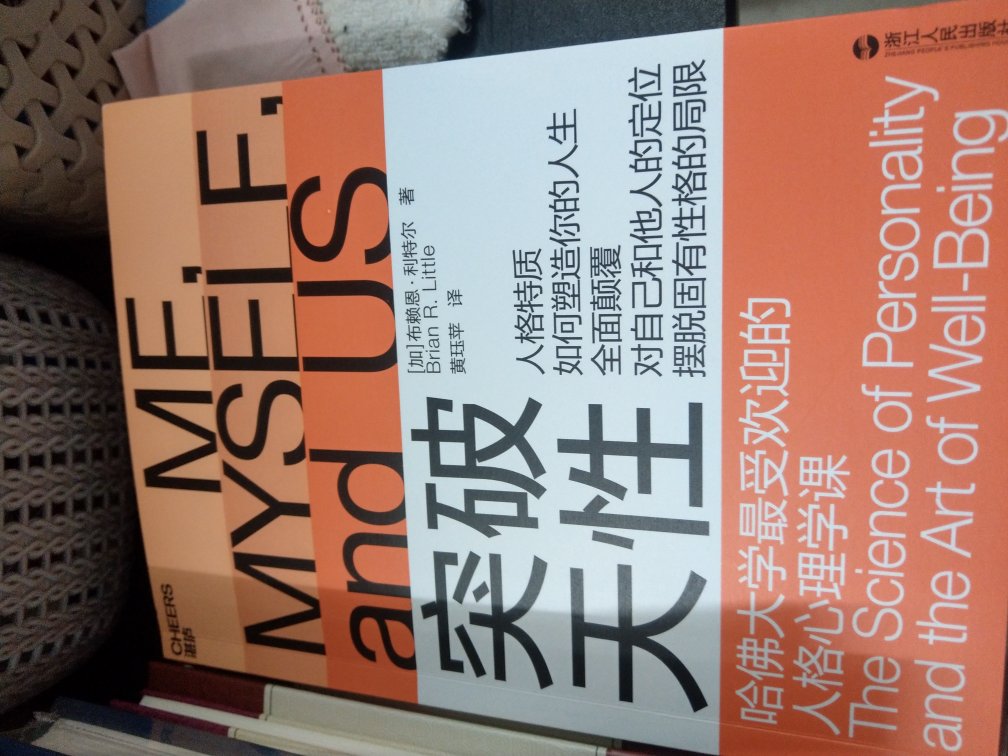 CHEERS
湛庐
ME,
MYSELF,
and US
[加]布赖恩·利特尔 著
Brian R. Little
黄珏苹 译
突破
天性
人格特质
如何塑造你的人生
全面颠覆
对自己和他人的定位
摆脱固有性格的局限
哈佛大学最受欢迎的
人格心理学课
The Science of Personality
and the Art of Well-Being
浙江人民出版社